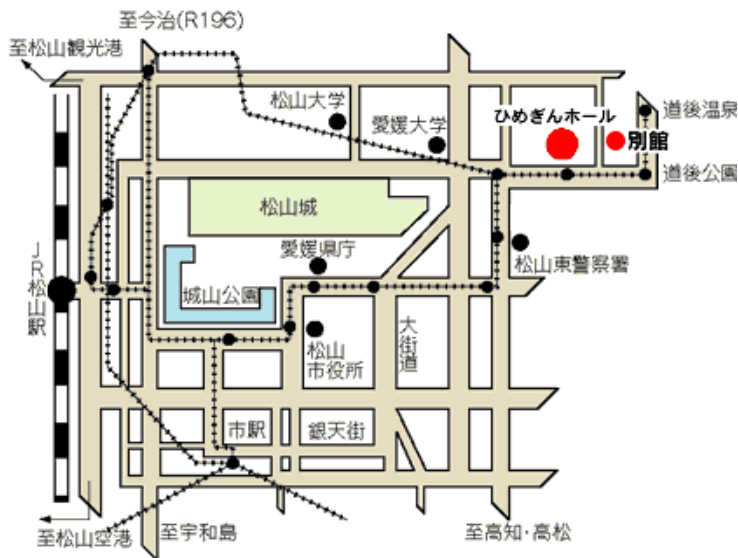 至今治(R196)
至松山観光港
松山大学
愛媛大学
ひめぎんホール
別館
道後温泉
道後公園
松山城
愛媛県庁
松山東警察署
JR松山駅
城山公園
松山
市役所
大街道
市駅
銀天街
至松山空港
至宇和島
至高知・高松